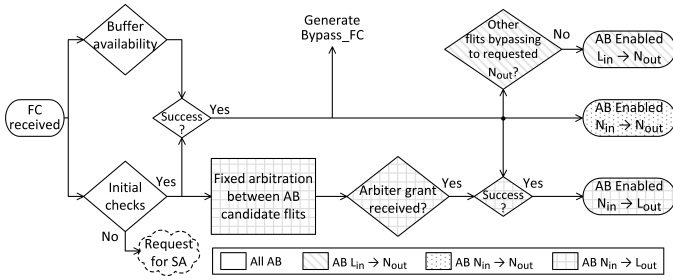 Generate
Bypass_FC
Buffer
availability
Other
flits bypassing
to requested
Nout?
No
AB Enabled
Lin → Nout
FC
received
Success
?
Yes
AB Enabled
Nin → Nout
Initial
checks
Yes
Fixed arbitration
between AB
candidate flits
Arbiter grant
received?
Yes
Success
?
Yes
AB Enabled
Nin → Lout
No
Request
for SA
All AB
AB Lin → Nout
AB Nin → Nout
AB Nin → Lout